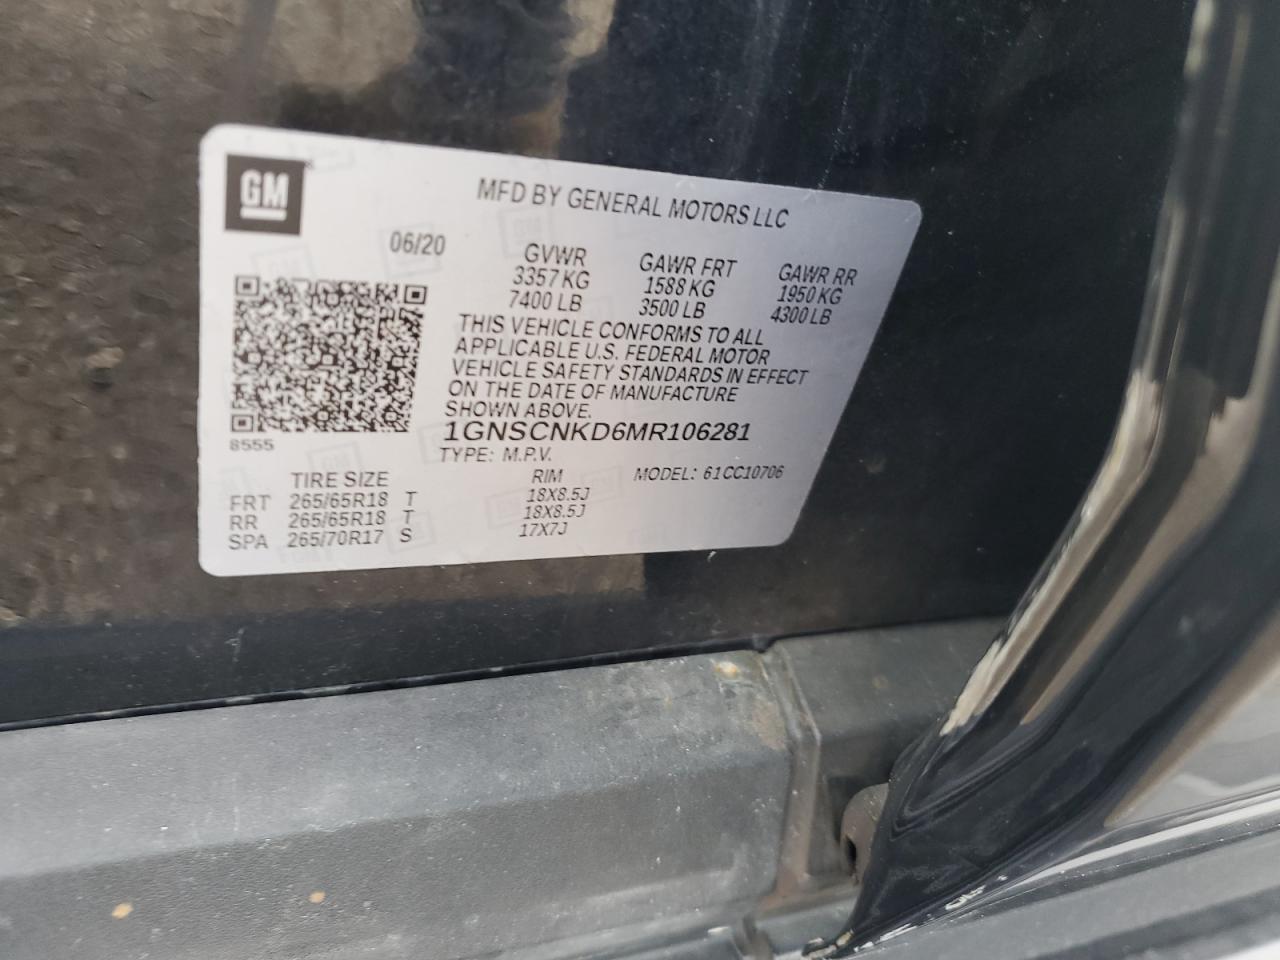 GM
MFD BY GENERAL MOTORS LLC
06/20
GVWR GAWR FRT GAWR RR
3357 KG 1588 KG 1950 KG
7400 LB 3500 LB 4300 LB
THIS VEHICLE CONFORMS TO ALL
APPLICABLE U.S. FEDERAL MOTOR
VEHICLE SAFETY STANDARDS IN EFFECT
ON THE DATE OF MANUFACTURE
SHOWN ABOVE.
8555
1GNSCNKD6MR106281
TYPE: M.P.V.
TIRE SIZE RIM MODEL: 61CC10706
FRT 265/65R18 T 18X8.5J
RR 265/65R18 T 18X8.5J
SPA 265/70R17 S 17X7J